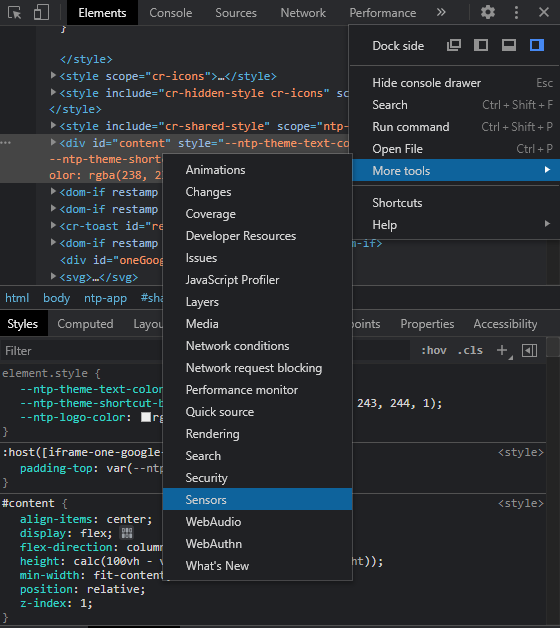 Elements Console Sources Network Performance »
}
Dock side
</style>
<style scope="cr-icons">…</style>
Hide console drawer Esc
<style include="cr-hidden-style cr-icons" sc
Search Ctrl + Shift + F
</style>
<style include="cr-shared-style" scope="ntp-
Run command Ctrl + Shift + P
<div id="content" style="--ntp-theme-text-co
Open File Ctrl + P
--ntp-theme-shor
olor: rgba(238, 2
More tools
<dom-if restamp
<dom-if restamp
Shortcuts
<cr-toast id="re
Help
<dom-if restamp
m-if>
<div id="oneGoog
<svg>…</svg>
Animations
Changes
Coverage
Developer Resources
Issues
JavaScript Profiler
Layers
Media
Network conditions
Network request blocking
Performance monitor
Quick source
Rendering
Search
Security
Sensors
WebAudio
WebAuthn
What's New
html body ntp-app #sha
Styles Computed Layou points Properties Accessibility
Filter :hov .cls
element.style {
--ntp-theme-text-color
--ntp-theme-shortcut-b 243, 244, 1);
--ntp-logo-color: rg
}
:host([iframe-one-google- <style>
padding-top: var(--ntp
}
#content { <style>
align-items: center;
display: flex;
flex-direction: column
height: calc(100vh - v ht));
min-width: fit-content
position: relative;
z-index: 1;
}